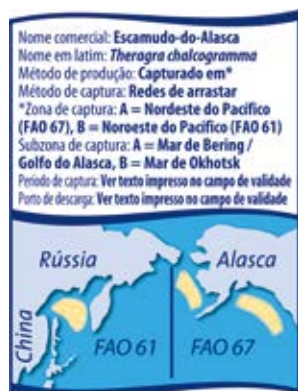 Nome comercial: Escamudo-do-Alasca
Nome em latim: Theragra chalcogramma
Método de produção: Capturado em*
Método de captura: Redes de arrastar
*Zona de captura: A = Nordeste do Pacífico
(FAO 67), B = Noroeste do Pacífico (FAO 61)
Subzona de captura: A = Mar de Bering /
Golfo do Alasca, B = Mar de Okhotsk
Período de captura: Ver texto impresso no campo de validade
Porto de descarga: Ver texto impresso no campo de validade
Rússia
Alasca
China
FAO 61
FAO 67